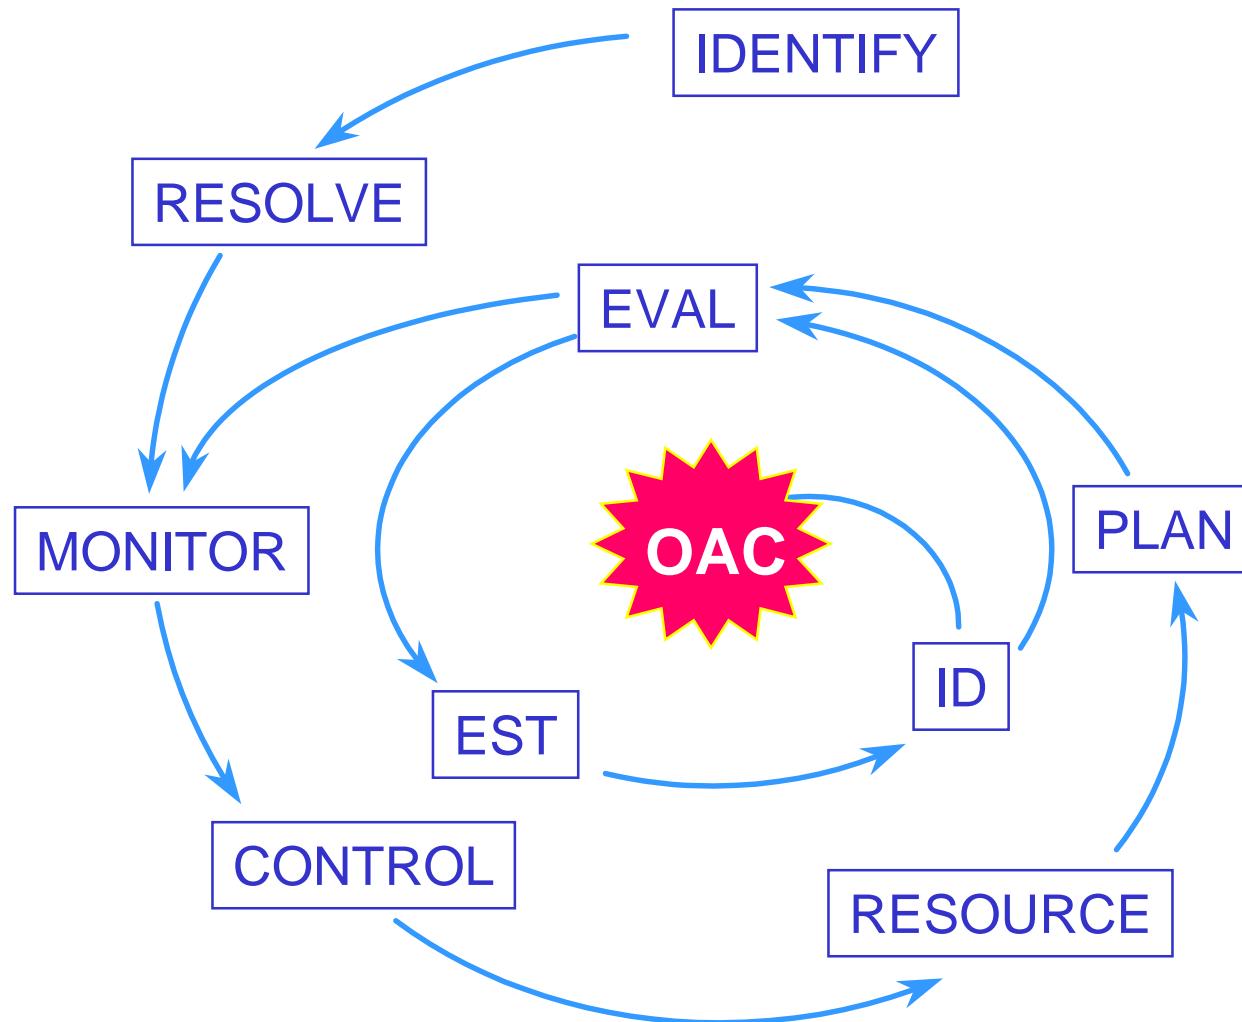 IDENTIFY
RESOLVE
EVAL
MONITOR
OAC
PLAN
ID
EST
CONTROL
RESOURCE